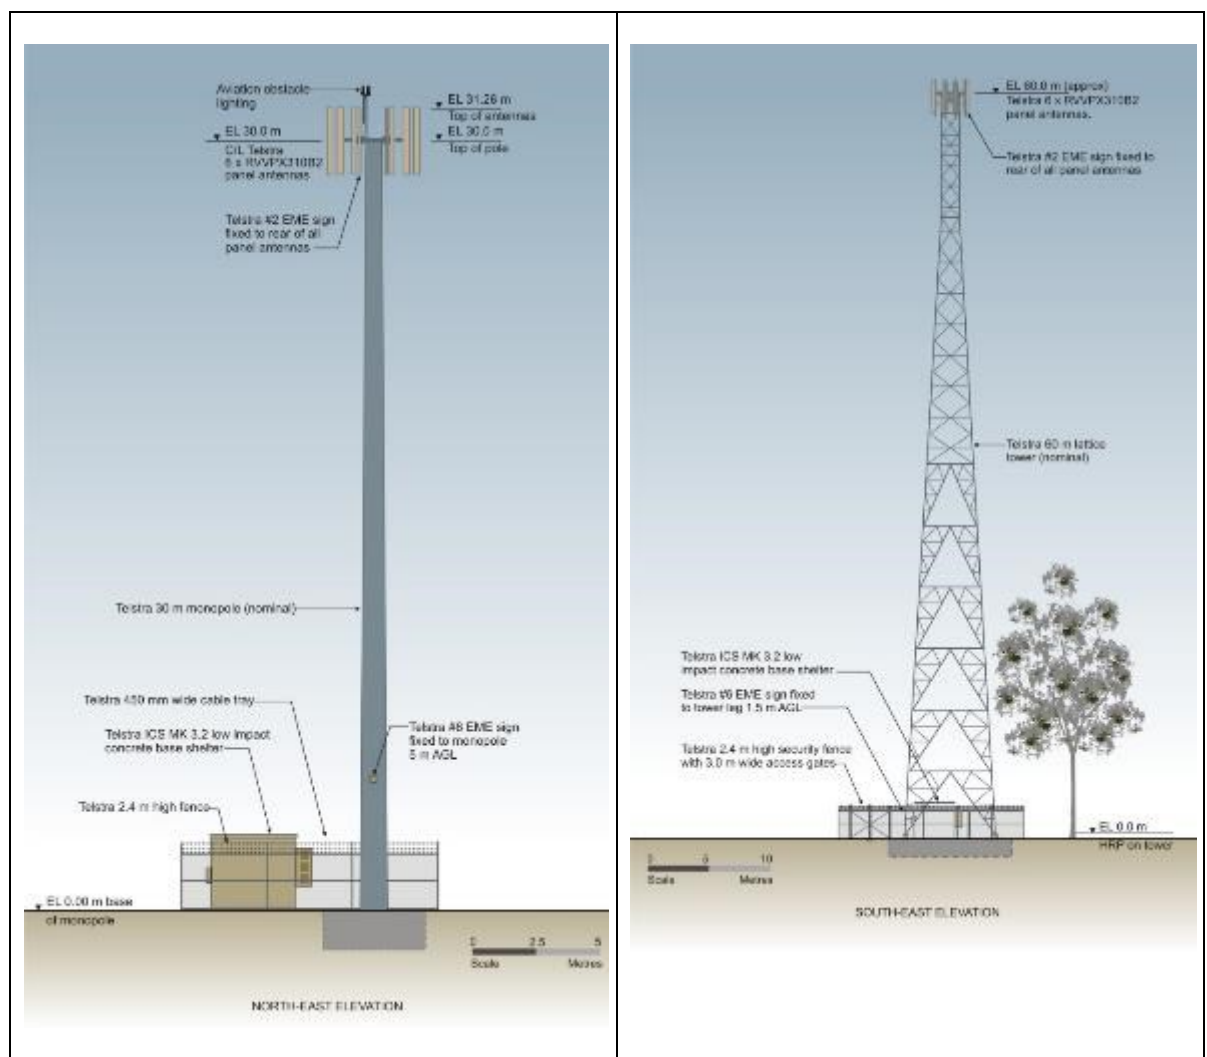 Aviation obstacle
lighting
EL 31.26 m
Top of antennas
EL 30.0 m
C/L Telstra
6 x RVVPX310B2
panel antennas
EL 30.0 m
Top of pole
Telstra #2 EME sign
fixed to rear of all
panel antennas
Telstra 30 m monopole (nominal)
Telstra 450 mm wide cable tray
Telstra ICS MK 3.2 low impact
concrete base shelter
Telstra #6 EME sign
fixed to monopole
5 m AGL
Telstra 2.4 m high fence
EL 0.00 m base
of monopole
0 2.5 5
Scale Metres
NORTH-EAST ELEVATION
EL 60.0 m (approx)
Telstra 6 x RVVPX310B2
panel antennas.
Telstra #2 EME sign fixed to
rear of all panel antennas
Telstra 60 m lattice
tower (nominal)
Telstra ICS MK 3.2 low
impact concrete base shelter
Telstra #6 EME sign fixed
to tower leg 1.5 m AGL
Telstra 2.4 m high security fence
with 3.0 m wide access gates
EL 0.0 m
HRP on tower
0 5 10
Scale Metres
SOUTH-EAST ELEVATION